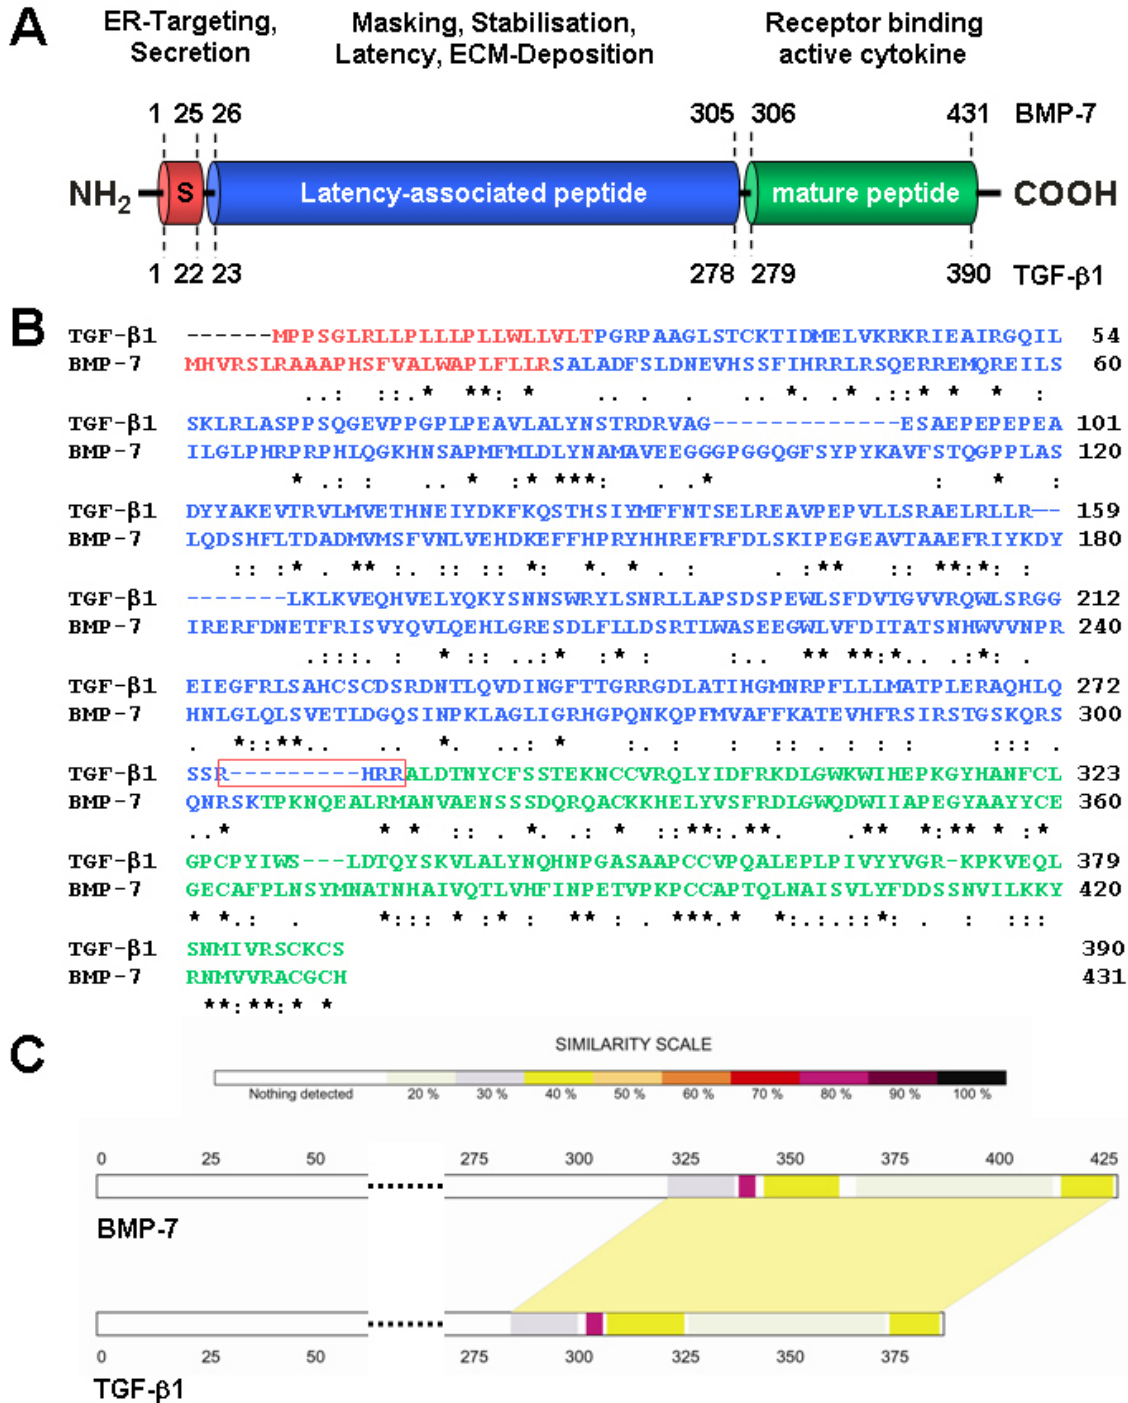 A
ER-Targeting, Secretion
Masking, Stabilisation, Latency, ECM-Deposition
Receptor binding active cytokine
1 25 26 305 306 431 BMP-7
NH2 S Latency-associated peptide mature peptide COOH
1 22 23 278 279 390 TGF-β1
B
TGF-β1 ------MPPSGLRLLPLLLPLLWLLVLTPGRPAAGLSTCKTIDMELVKRKRIEAIRGQIL 54
BMP-7 MHVRSLRAAAPHSFVALWAPLFLLRSALADFSLDNEVHSSFIHRRLRSQERREMQREILS 60
TGF-β1 SKLRLASPPSQGEVPPGPLPEAVLALYNSTRDRVAG-------------ESAEPEPEPEA 101
BMP-7 ILGLPHRPRPHLQGKHNSAPMFMLDLYNAMAVEEGGGPGGQGFSYPYKAVFSTQGPPLAS 120
TGF-β1 DYYAKEVTRVLMVETHNEIYDKFKQSTHSIYMFFNTSELREAVPEPVLLSRAELRLLR-- 159
BMP-7 LQDSHFLTDADMVMSFVNLVEHDKEFFHPRYHHREFRFDLSKIPEGEAVTAAEFRIYKDY 180
TGF-β1 -------LKLKVEQHVELYQKYSNNSWRYLSNRLLAPSDSPEWLSFDVTGVVRQWLSRGG 212
BMP-7 IRERFDNETFRISVYQVLQEHLGRESDLFLLDSRTLWASEEGWLVFDITATSNHWVVNPR 240
TGF-β1 EIEGFRLSAHCSCDSRDNTLQVDINGFTTGRRGDLATIHGMNRPFLLLMATPLERAQHLQ 272
BMP-7 HNLGLQLSVETLDGQSINPKLAGLIGRHGPQNKQPFMVAFFKATEVHFRSIRSTGSKQRS 300
TGF-β1 SSR---------HRRALDTNYCFSSTEKNCCVRQLYIDFRKDLGWKWIHEPKGYHANFCL 323
BMP-7 QNRSKTPKNQEALRMANVAENSSSDQRQACKKHELYVSFRDLGWQDWIIAPEGYAAYYCE 360
TGF-β1 GPCPYIWS---LDTQYSKVLALYNQHNPGASAAPCCVPQALEPLPIVYYVGR-KPKVEQL 379
BMP-7 GECAFPLNSYMNATNHAIVQTLVHFINPETVPKPCCAPTQLNAISVLYFDDSSNVILKKY 420
TGF-β1 SNMIVRSCKCS 390
BMP-7 RNMVVRACGCH 431
C
SIMILARITY SCALE
Nothing detected 20 % 30 % 40 % 50 % 60 % 70 % 80 % 90 % 100 %
0 25 50 275 300 325 350 375 400 425
BMP-7
0 25 50 275 300 325 350 375
TGF-β1